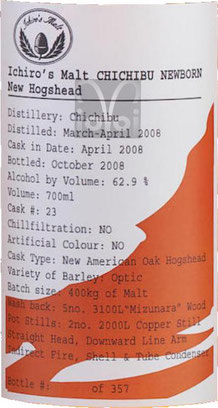 Ichiro's Malt
Ichiro's Malt CHICHIBU NEWBORN
New Hogshead
Distillery: Chichibu
Distilled: March-April 2008
Cask in Date: April 2008
Bottled: October 2008
Alcohol by Volume: 62.9 %
Volume: 700ml
Cask #: 23
Chillfiltration: NO
Artificial Colour: NO
Cask Type: New American Oak Hogshead
Variety of Barley: Optic
Batch size: 400kg of Malt
Wash back: 5no. 3100L"Mizunara" Wood
Pot Stills: 2no. 2000L Copper Still
Straight Head, Downward Line Arm
Indirect Fire, Shell & Tube Condenser
Bottle #: of 357